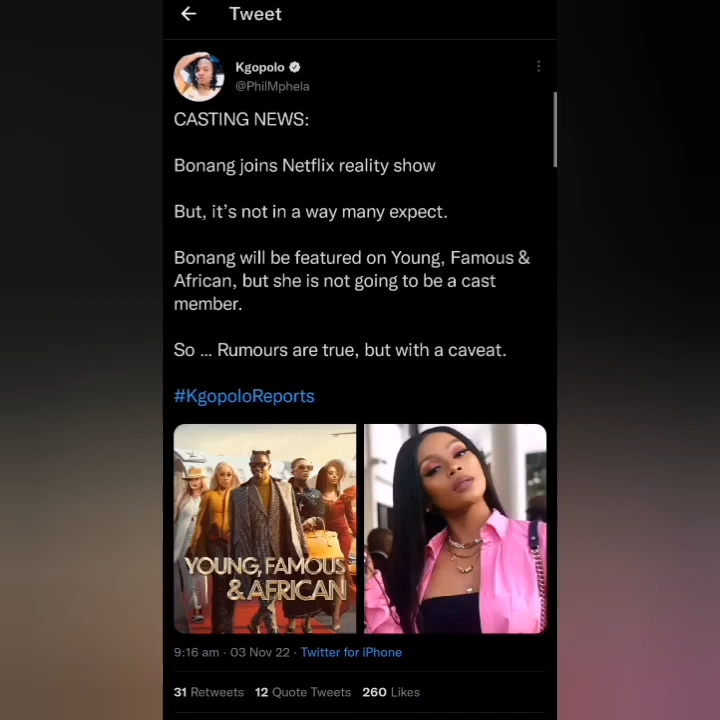 Tweet
Kgopolo
@PhilMphela
CASTING NEWS:
Bonang joins Netflix reality show
But, it's not in a way many expect.
Bonang will be featured on Young, Famous &
African, but she is not going to be a cast
member.
So ... Rumours are true, but with a caveat.
#KgopoloReports
YOUNG, FAMOUS
& AFRICAN
9:16 am · 03 Nov 22 · Twitter for iPhone
31 Retweets 12 Quote Tweets 260 Likes